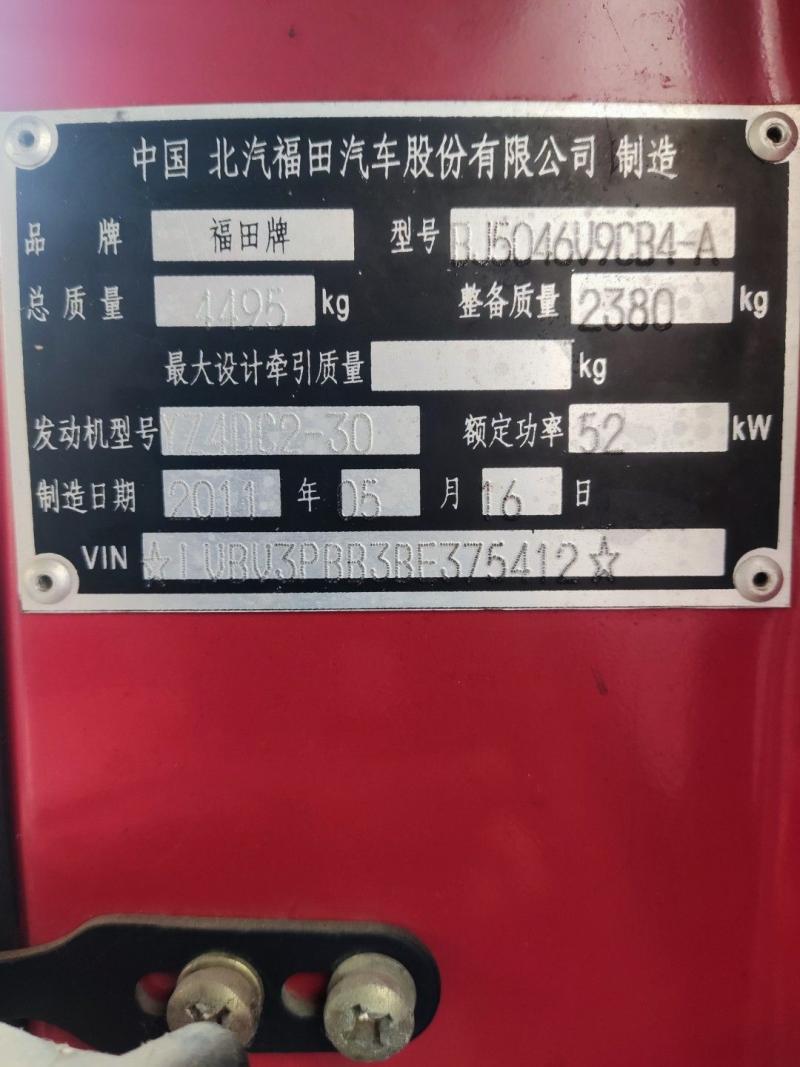 中国 北汽福田汽车股份有限公司 制造
品牌 福田牌 型号 BJ5046V9CB4-A
总质量 4495 kg 整备质量 2380 kg
最大设计牵引质量 kg
发动机型号 YZ4DC2-30 额定功率 52 kW
制造日期 2011 年 05 月 16 日
VIN ☆LVBV3PBB3BE375412☆